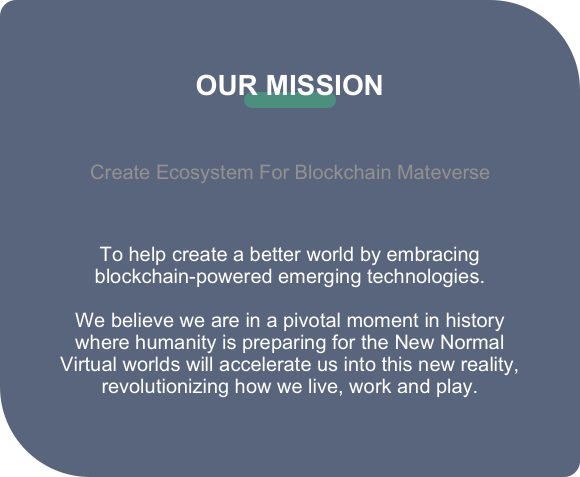 OUR MISSION
Create Ecosystem For Blockchain Mateverse
To help create a better world by embracing
blockchain-powered emerging technologies.
We believe we are in a pivotal moment in history
where humanity is preparing for the New Normal
Virtual worlds will accelerate us into this new reality,
revolutionizing how we live, work and play.